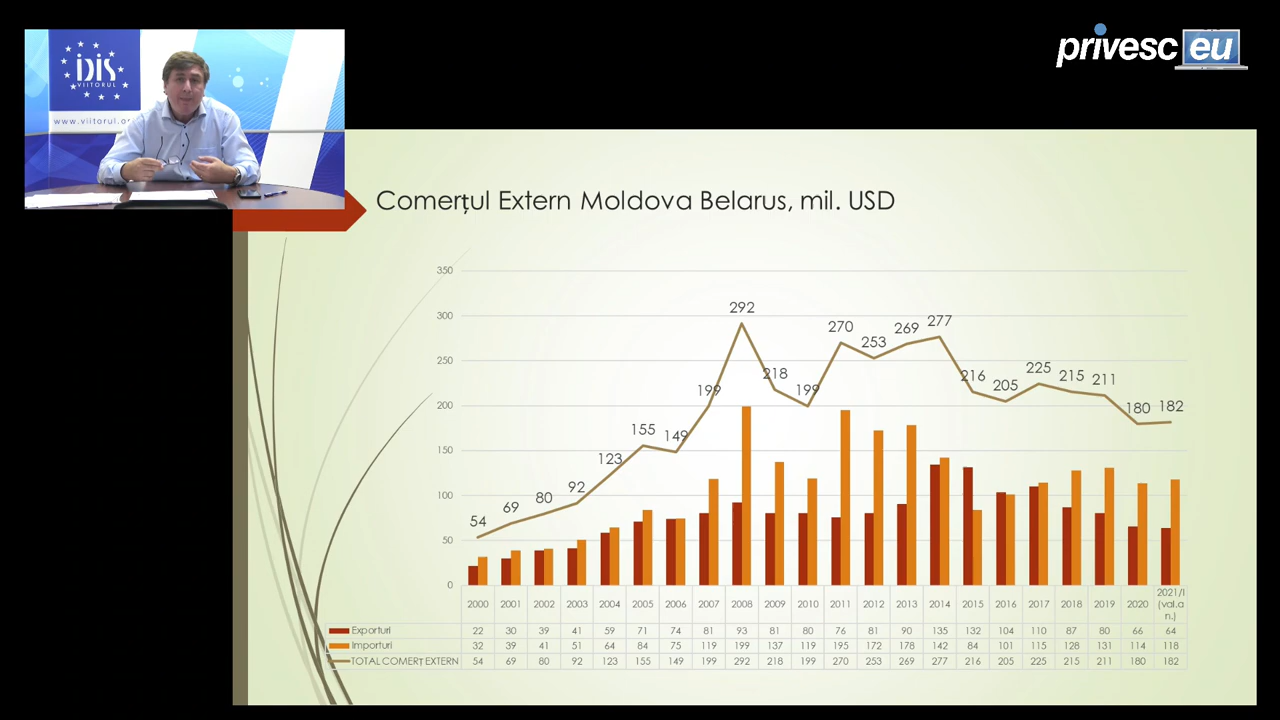 privesc eu
iDiS
VIITORUL
www.viitorul.or
Comerțul Extern Moldova Belarus, mil. USD
350
300
250
200
150
100
50
0
54 69 80 92 123 155 149 199 292 218 199 270 253 269 277 216 205 225 215 211 180 182
2000 2001 2002 2003 2004 2005 2006 2007 2008 2009 2010 2011 2012 2013 2014 2015 2016 2017 2018 2019 2020 2021/I (val.a n.)
Exporturi 22 30 39 41 59 71 74 81 93 81 80 76 81 90 135 132 104 110 87 80 66 64
Importuri 32 39 41 51 64 84 75 119 199 137 119 195 172 178 142 84 101 115 128 131 114 118
TOTAL COMERȚ EXTERN 54 69 80 92 123 155 149 199 292 218 199 270 253 269 277 216 205 225 215 211 180 182